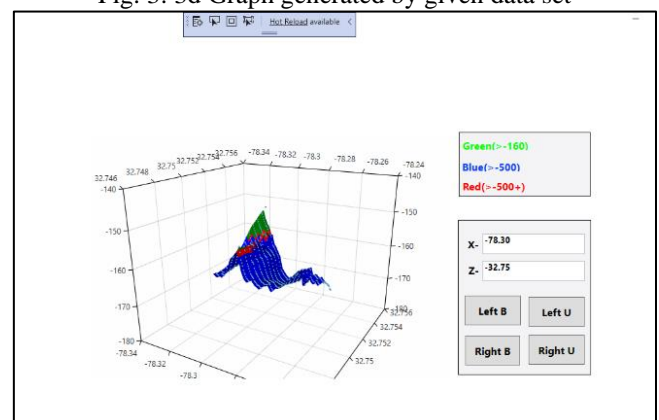 Fig. 3. 3d Graph generated by given data set
Hot Reload available <
32.746 32.748 32.75 32.752 32.754 32.756 -78.34 -78.32 -78.3 -78.28 -78.26 -78.24
-140 -140
-150 -150
-160 -160
-170 -170
-180 -180 32.756
-78.34 -78.32 -78.3 32.75 32.752 32.754
Green(>-160)
Blue(>-500)
Red(>-500+)
X- -78.30
Z- -32.75
Left B Left U
Right B Right U